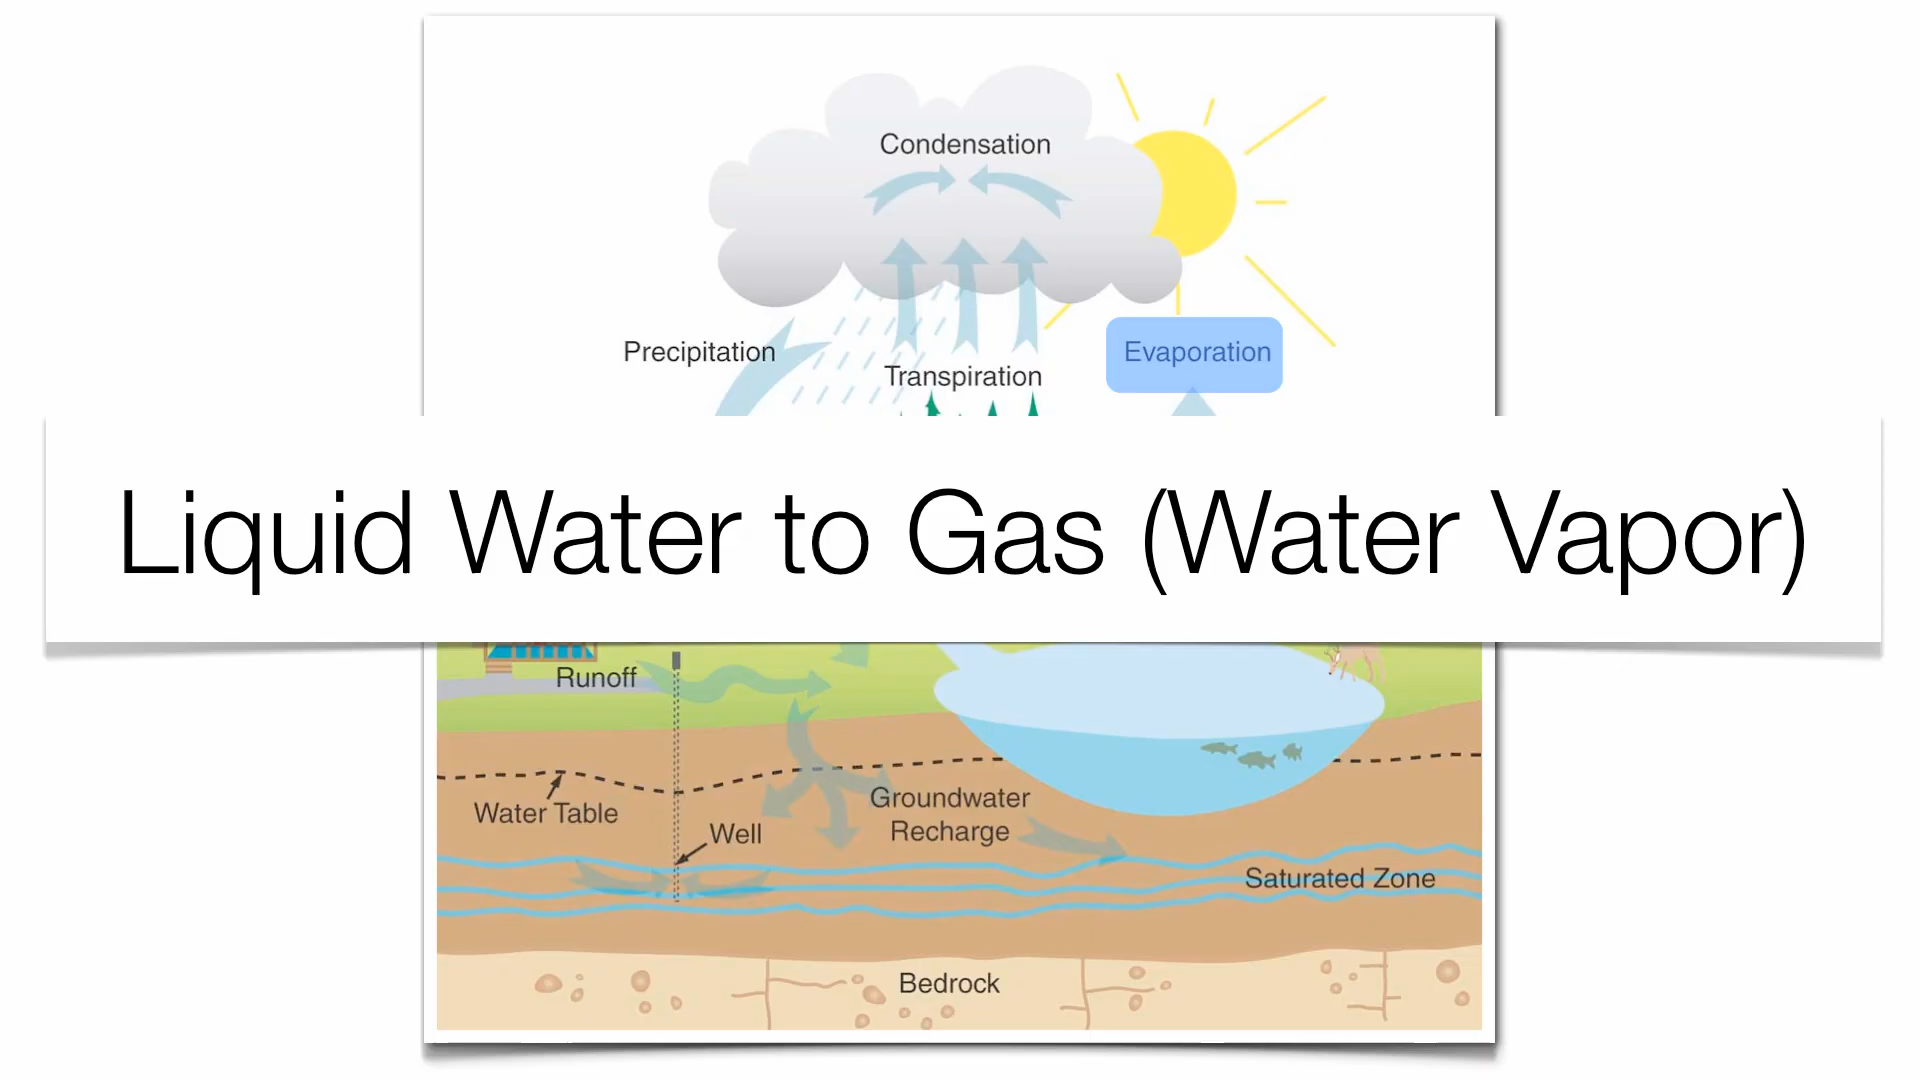 Condensation
Precipitation
Evaporation
Transpiration
Liquid Water to Gas (Water Vapor)
Runoff
Water Table
Groundwater
Recharge
Well
Saturated Zone
Bedrock